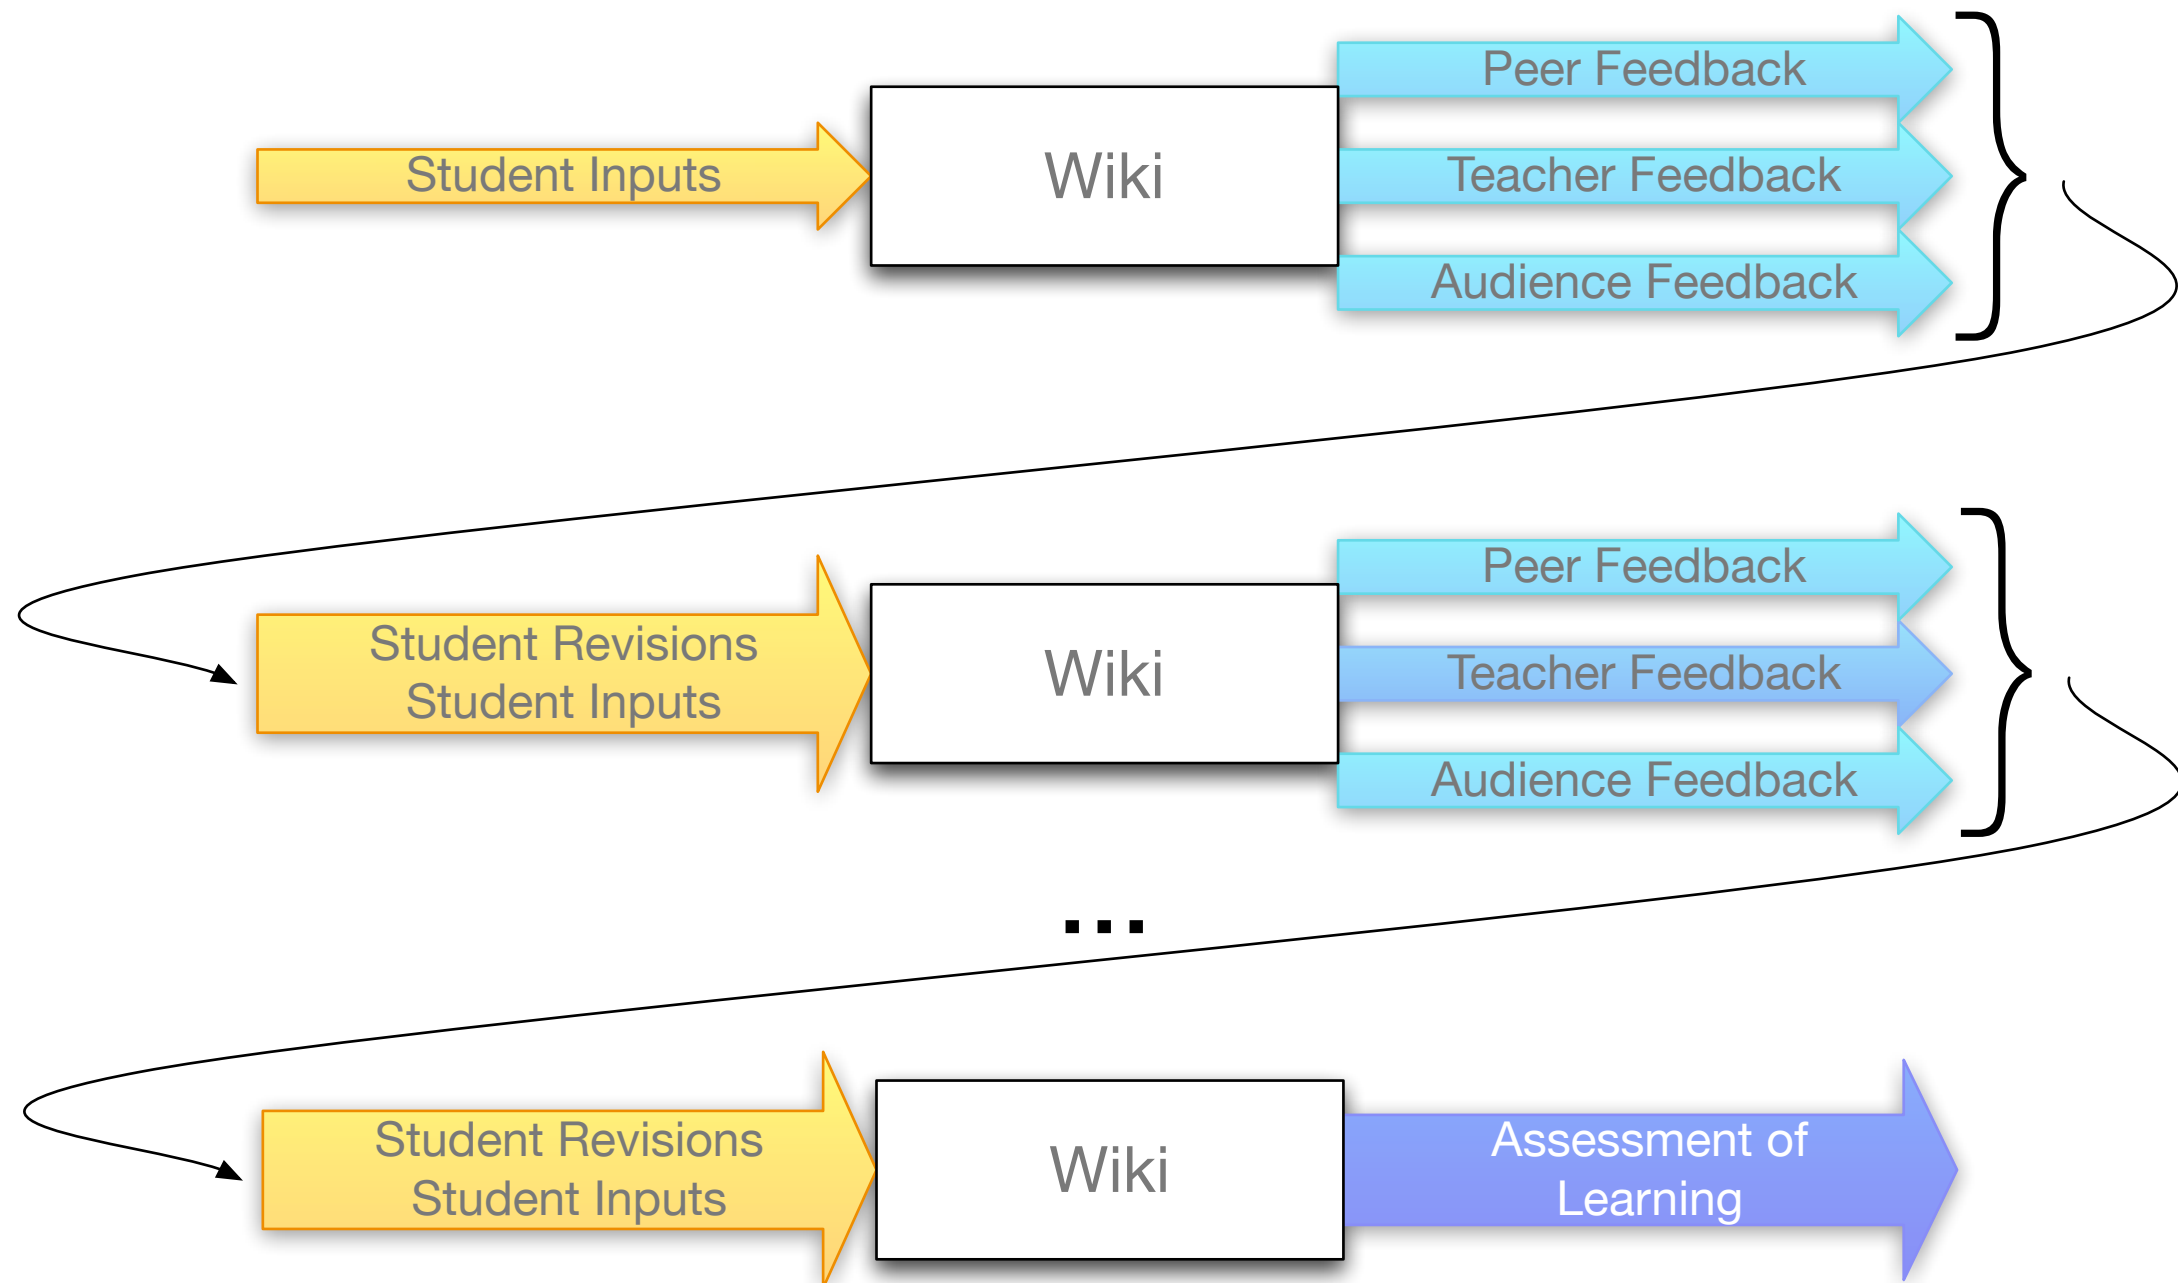 Peer Feedback
Student Inputs
Wiki
Teacher Feedback
Audience Feedback
Peer Feedback
Student Revisions
Student Inputs
Wiki
Teacher Feedback
Audience Feedback
...
Student Revisions
Student Inputs
Wiki
Assessment of
Learning